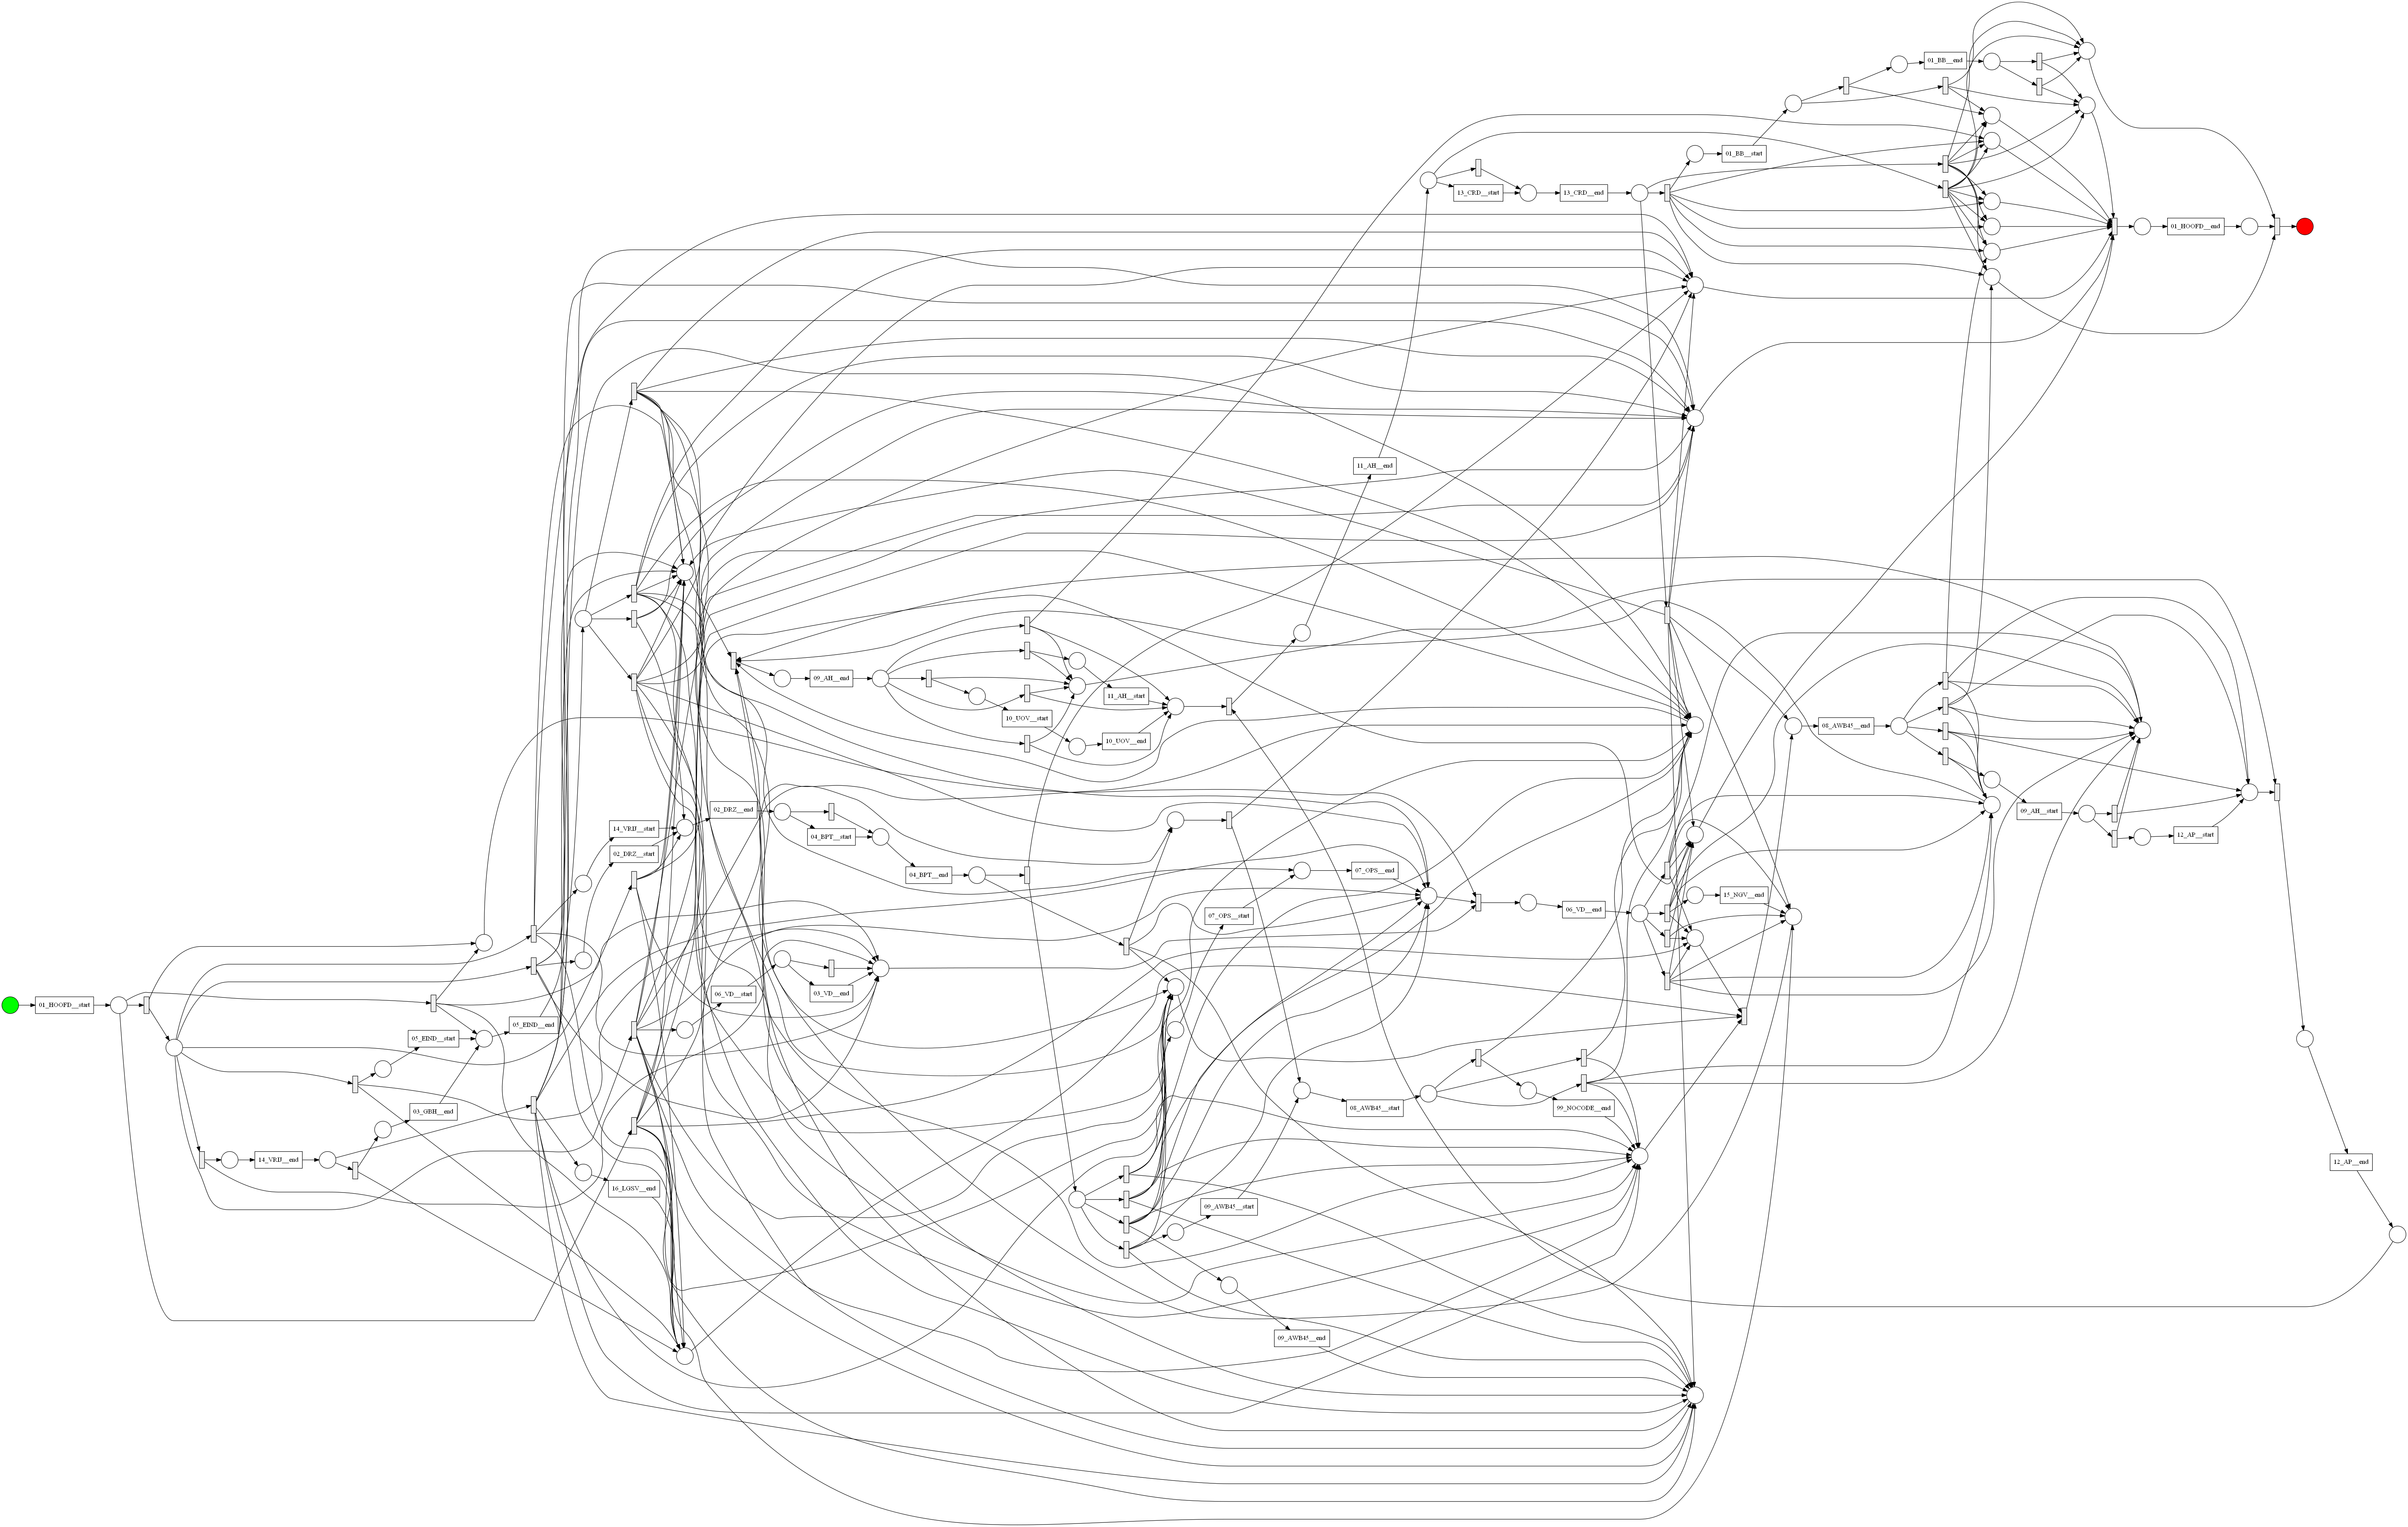 01_BB__end
01_BB__start
13_CRD__start
13_CRD__end
01_HOOFD__end
11_AH__end
09_AH__end
11_AH__start
10_UOV__start
10_UOV__end
08_AWB45__end
09_AH__start
12_AP__start
02_DRZ__end
14_VRIJ__start
04_BPT__start
02_DRZ__start
04_BPT__end
07_OPS__end
15_NGV__end
07_OPS__start
06_VD__end
06_VD__start
03_VD__end
01_HOOFD__start
05_EIND__end
05_EIND__start
99_NOCODE__end
08_AWB45__start
03_GBH__end
14_VRIJ__end
12_AP__end
16_LGSV__end
09_AWB45__start
09_AWB45__end